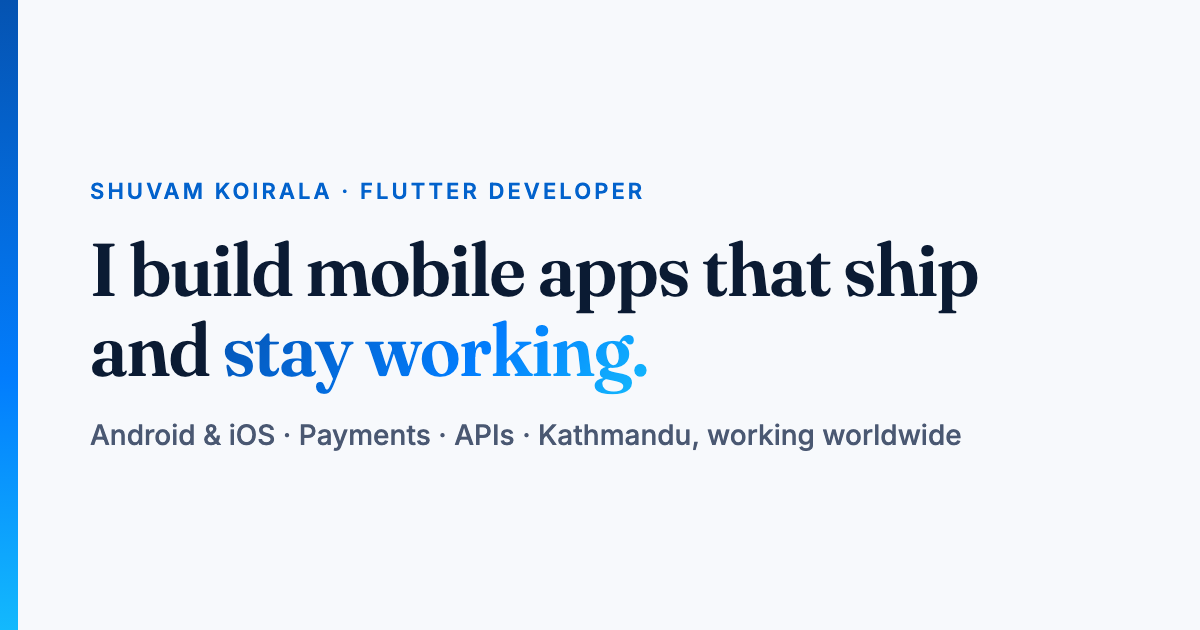 SHUVAM KOIRALA · FLUTTER DEVELOPER
I build mobile apps that ship
and stay working.
Android & iOS · Payments · APIs · Kathmandu, working worldwide